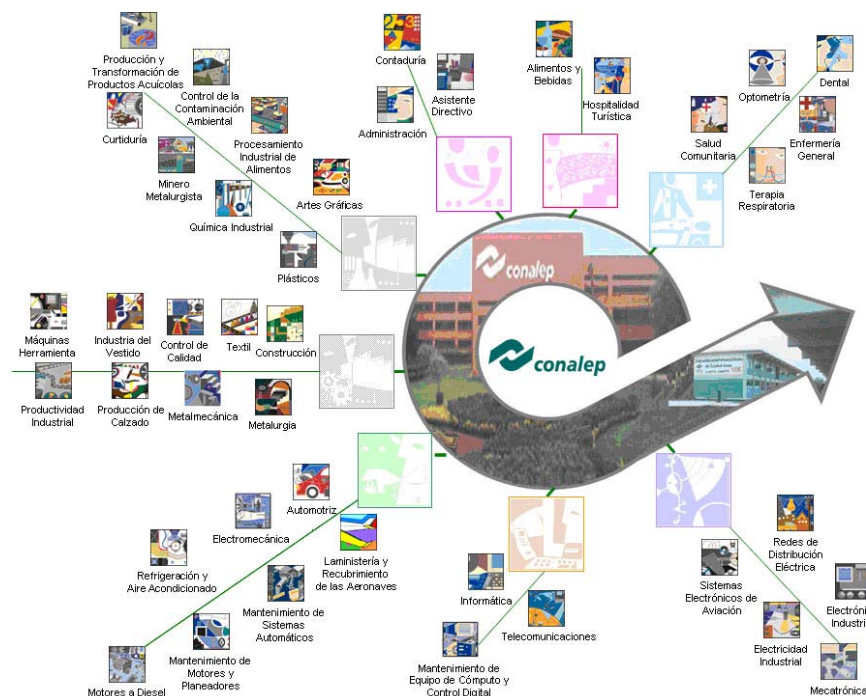 Producción y
Transformación de
Productos Acuícolas
Control de la
Contaminación
Ambiental
Curtiduría
Procesamiento
Industrial de
Alimentos
Minero
Metalurgista
Artes Gráficas
Química Industrial
Plásticos
Contaduría
Asistente
Directivo
Administración
Alimentos y
Bebidas
Hospitalidad
Turística
Optometría
Dental
Salud
Comunitaria
Enfermería
General
Terapia
Respiratoria
conalep
conalep
Máquinas
Herramienta
Industria del
Vestido
Control de
Calidad
Textil
Construcción
Productividad
Industrial
Producción de
Calzado
Metalmecánica
Metalurgia
Automotriz
Electromecánica
Laministería y
Recubrimiento
de las Aeronaves
Refrigeración y
Aire Acondicionado
Mantenimiento de
Sistemas
Automáticos
Mantenimiento de
Motores y
Planeadores
Motores a Diesel
Informática
Telecomunicaciones
Mantenimiento de
Equipo de Cómputo y
Control Digital
Redes de
Distribución
Eléctrica
Sistemas
Electrónicos de
Aviación
Electróni
Industri
Electricidad
Industrial
Mecatrónic